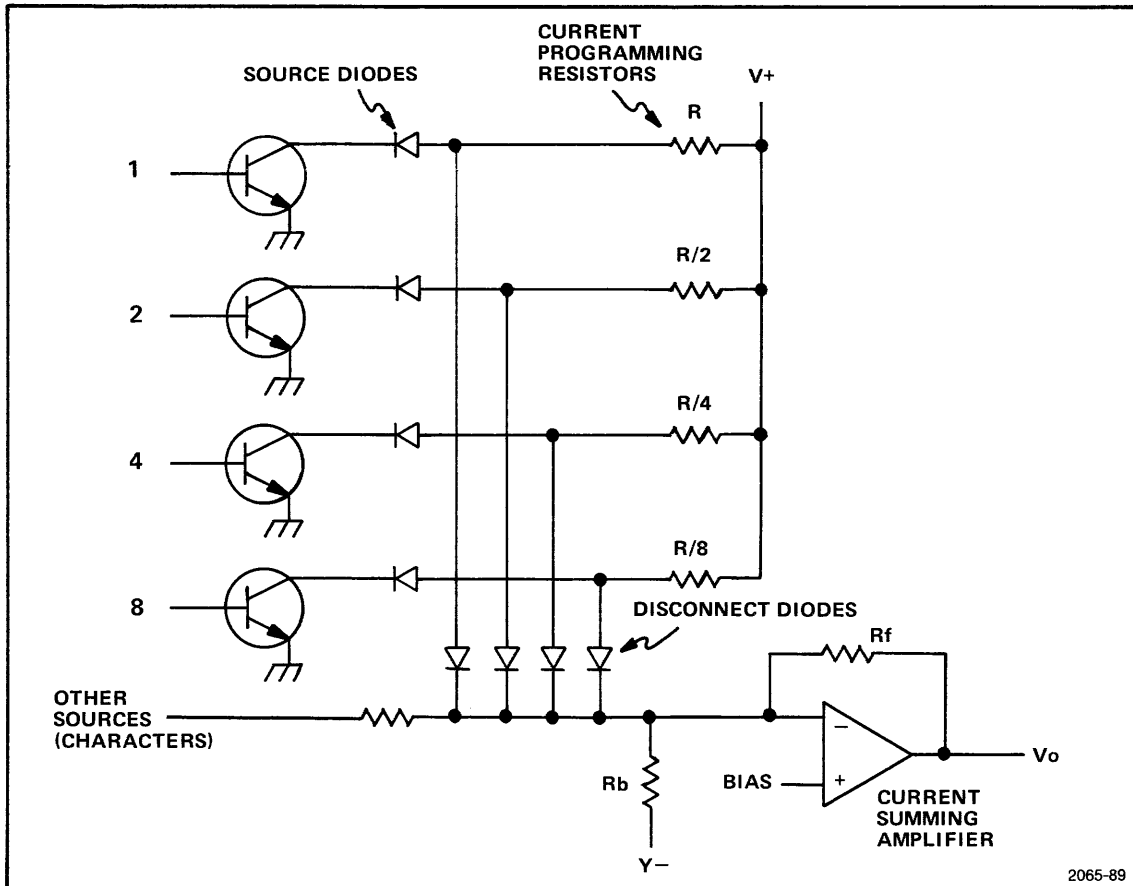 CURRENT
PROGRAMMING
RESISTORS
SOURCE DIODES
V+
R
1
R/2
2
R/4
4
R/8
8
DISCONNECT DIODES
Rf
OTHER
SOURCES
(CHARACTERS)
−
Vo
Rb
BIAS
+
CURRENT
SUMMING
AMPLIFIER
Y−
2065-89